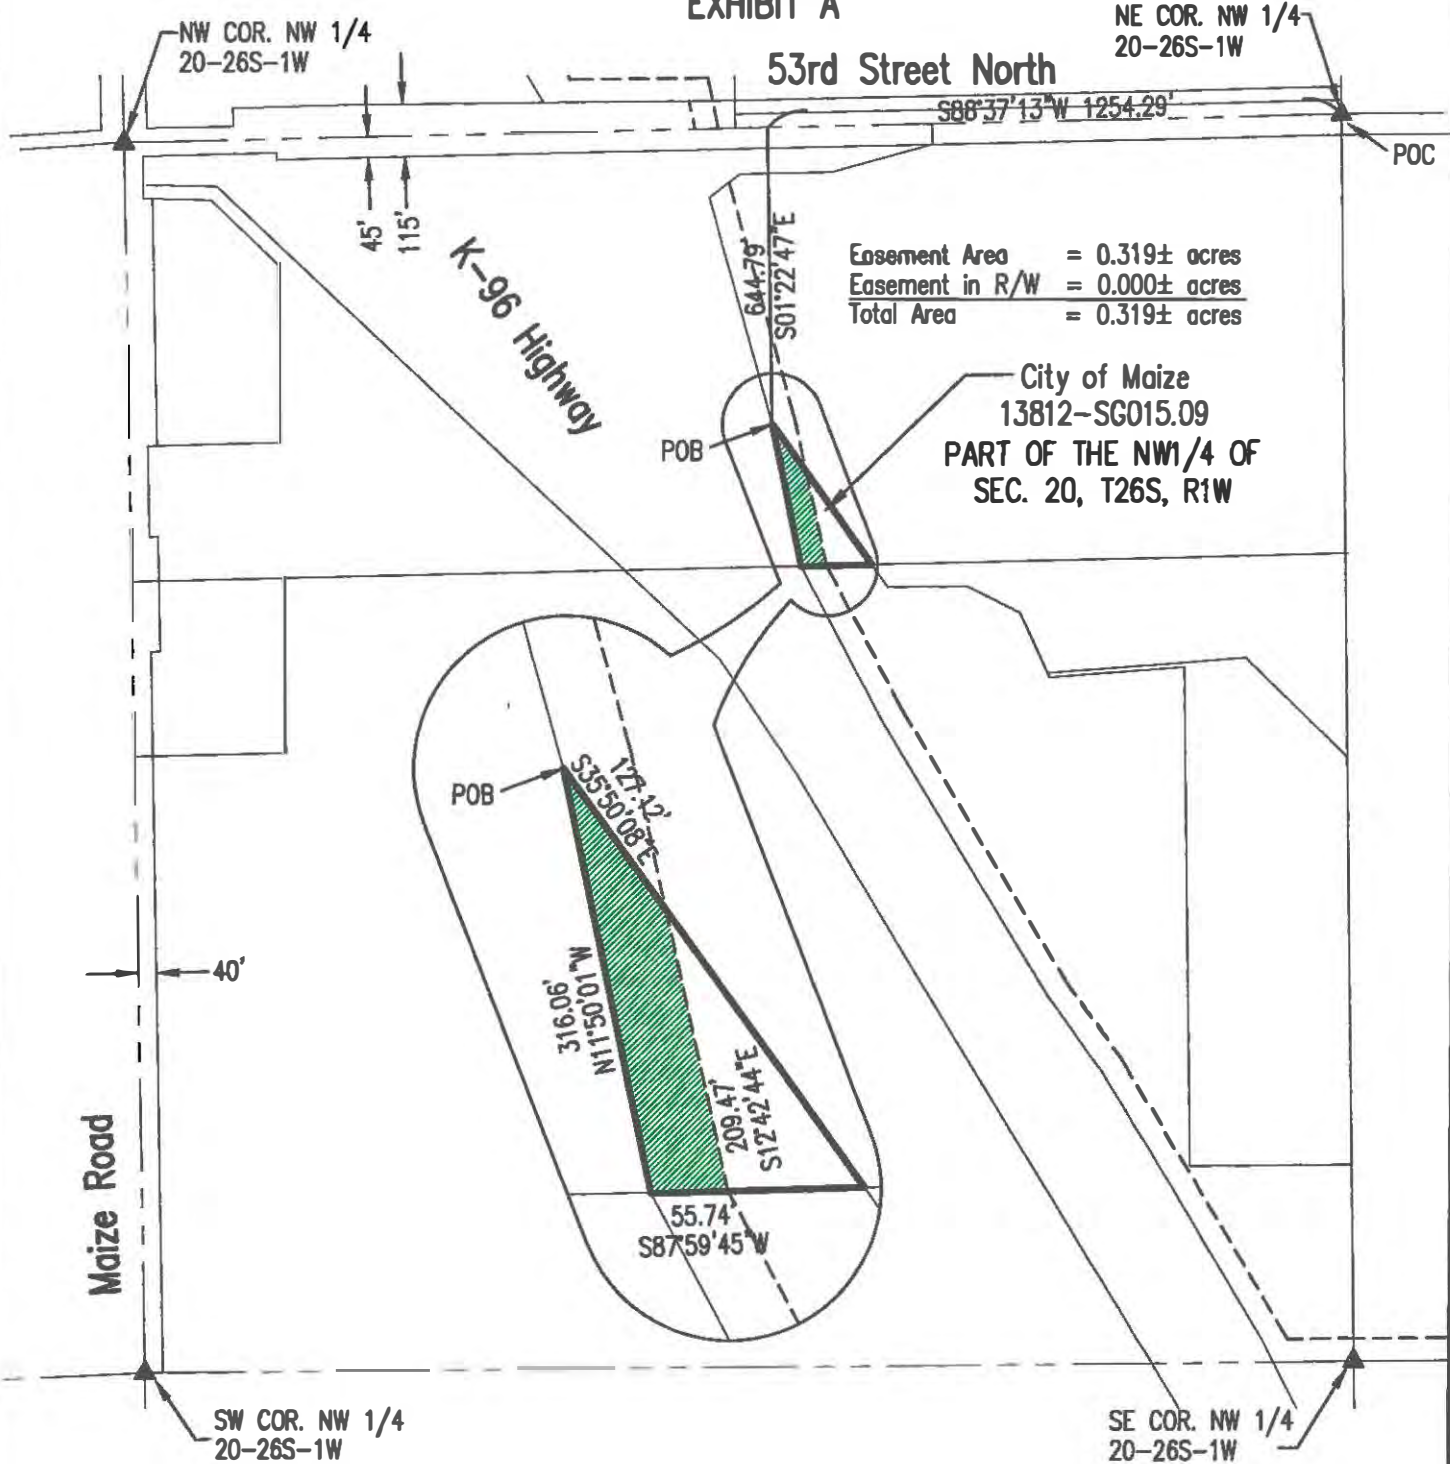 EXHIBIT A
NW COR. NW 1/4
20-26S-1W
NE COR. NW 1/4
20-26S-1W
53rd Street North
S88°37'13"W 1254.29'
POC
45'
115'
K-96 Highway
644.79'
S01°22'47"E
Easement Area = 0.319± acres
Easement in R/W = 0.000± acres
Total Area = 0.319± acres
City of Maize
13812-SG015.09
PART OF THE NW1/4 OF
SEC. 20, T26S, R1W
POB
POB
127.12'
S35°50'08"E
316.06'
N11°50'01"W
40'
209.47'
S12°42'44"E
Maize Road
55.74'
S87°59'45"W
SW COR. NW 1/4
20-26S-1W
SE COR. NW 1/4
20-26S-1W